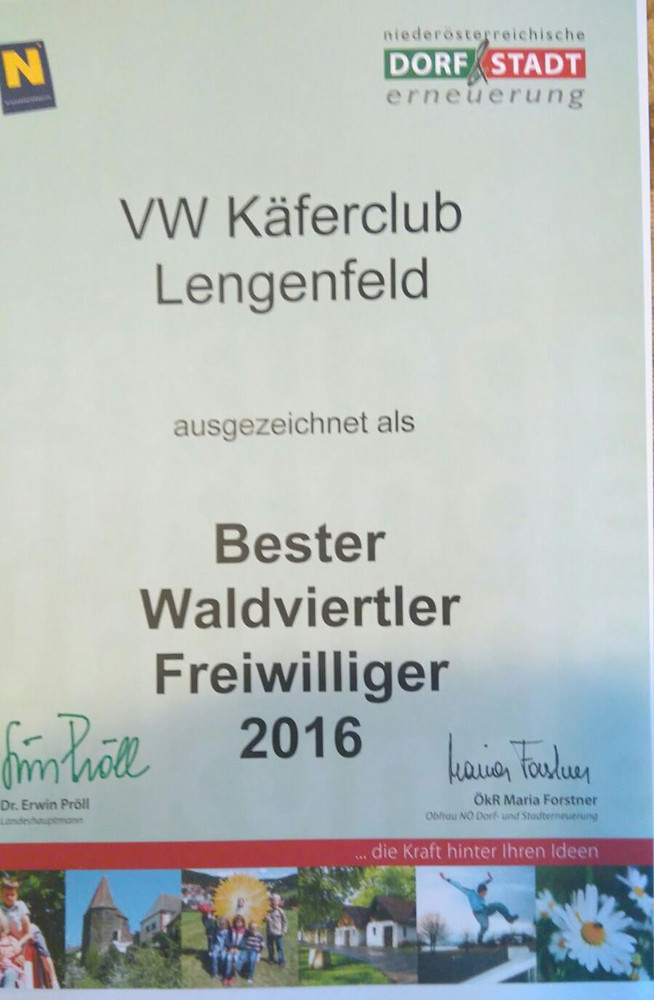 N
niederösterreichische
DORF & STADT
erneuerung
VW Käferclub
Lengenfeld
ausgezeichnet als
Bester
Waldviertler
Freiwilliger
2016
Erwin Pröll
Maria Forstner
Dr. Erwin Pröll
Landeshauptmann
ÖkR Maria Forstner
Obfrau NÖ Dorf- und Stadterneuerung
... die Kraft hinter Ihren Ideen